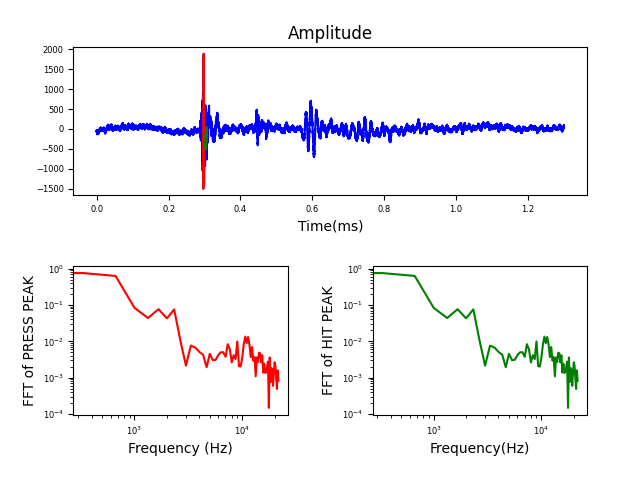 Amplitude
2000
1500
1000
500
0
−500
−1000
−1500
0.0 0.2 0.4 0.6 0.8 1.0 1.2
Time(ms)
FFT of PRESS PEAK
10⁰
10⁻¹
10⁻²
10⁻³
10⁻⁴
10³ 10⁴
Frequency (Hz)
FFT of HIT PEAK
10⁰
10⁻¹
10⁻²
10⁻³
10⁻⁴
10³ 10⁴
Frequency(Hz)